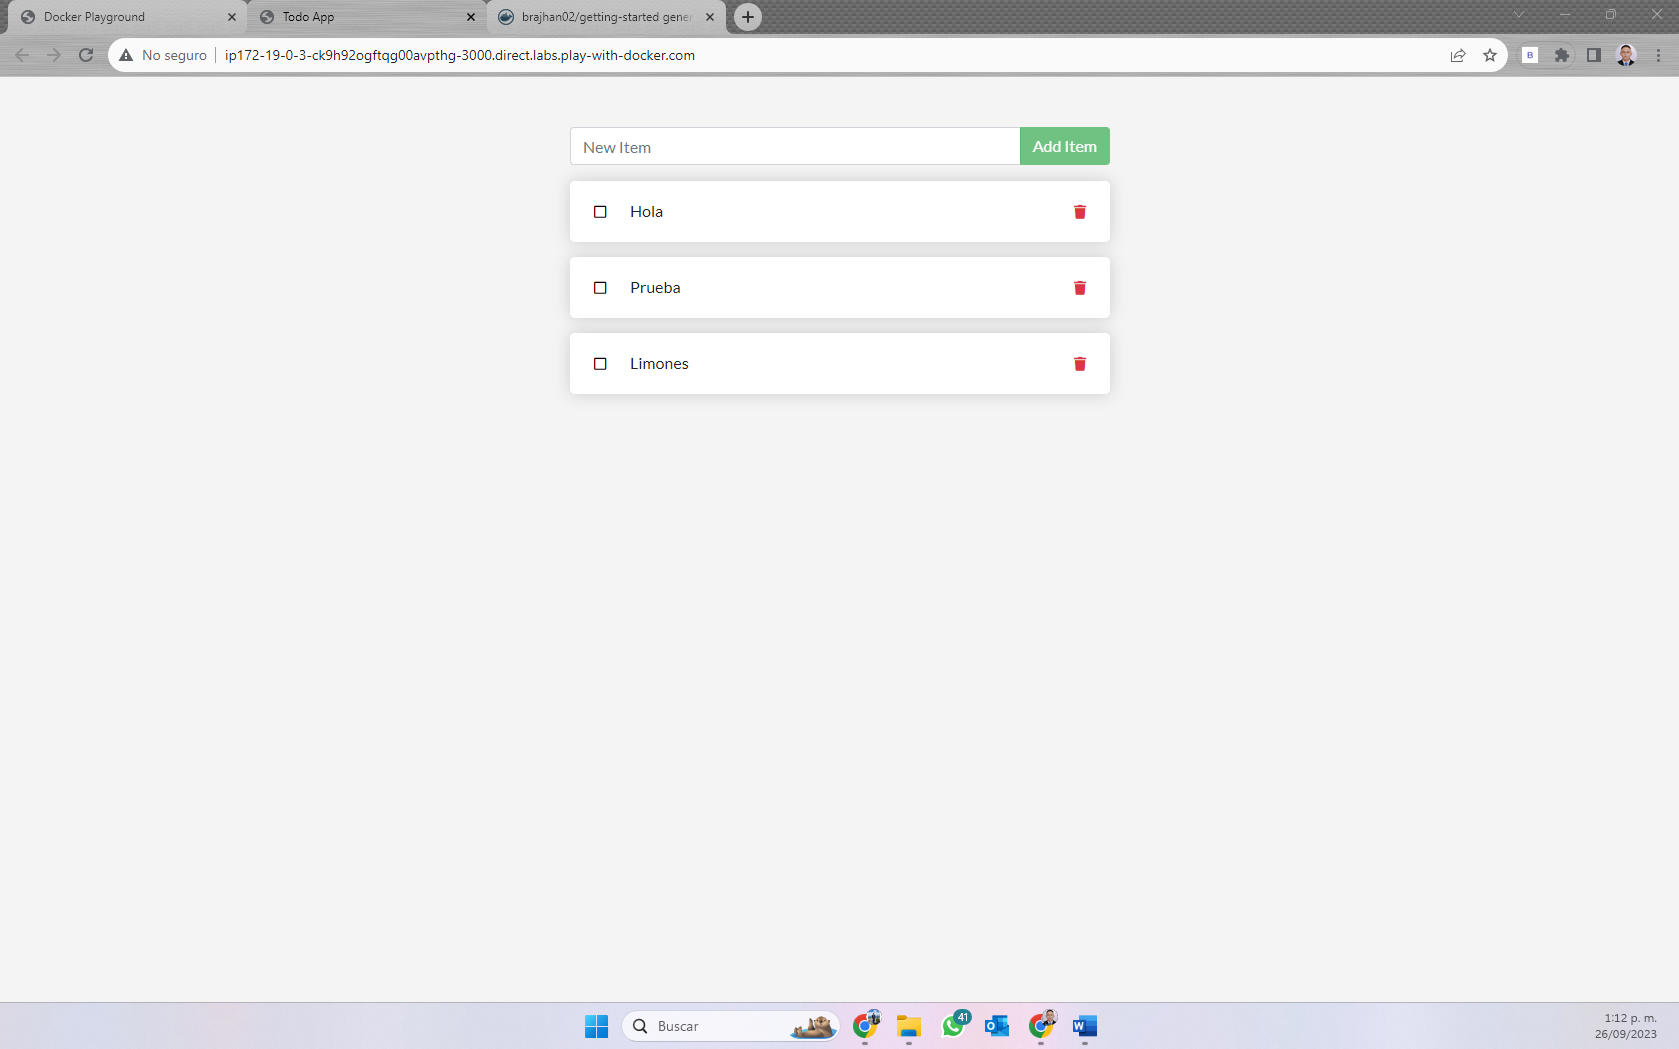 Docker Playground
Todo App
brajhan02/getting-started gener
No seguro
ip172-19-0-3-ck9h92ogftqg00avpthg-3000.direct.labs.play-with-docker.com
B
New Item
Add Item
Hola
Prueba
Limones
Buscar
41
1:12 p. m.
26/09/2023